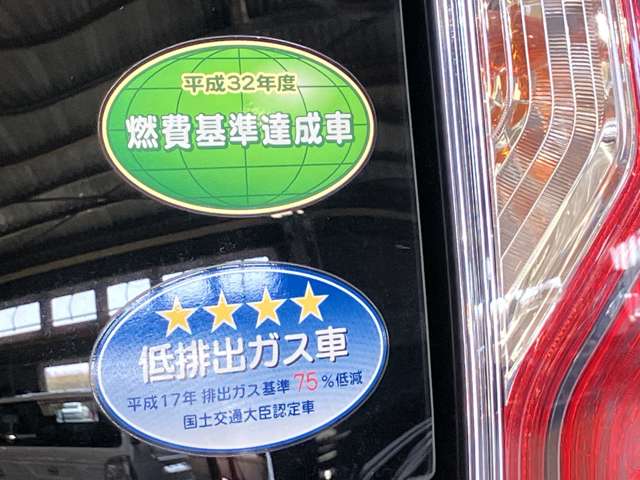 平成32年度
燃費基準達成車
★★★★
低排出ガス車
平成17年 排出ガス基準 75%低減
国土交通大臣認定車